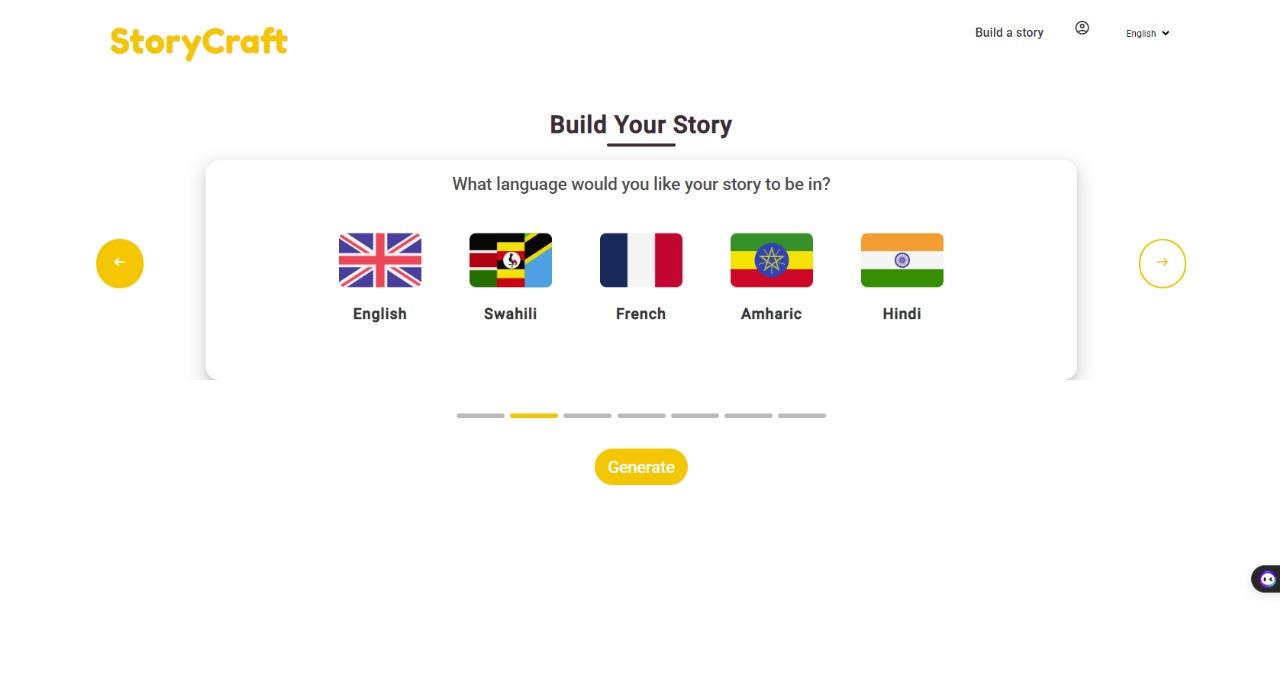 StoryCraft
Build a story
English
Build Your Story
What language would you like your story to be in?
English
Swahili
French
Amharic
Hindi
Generate